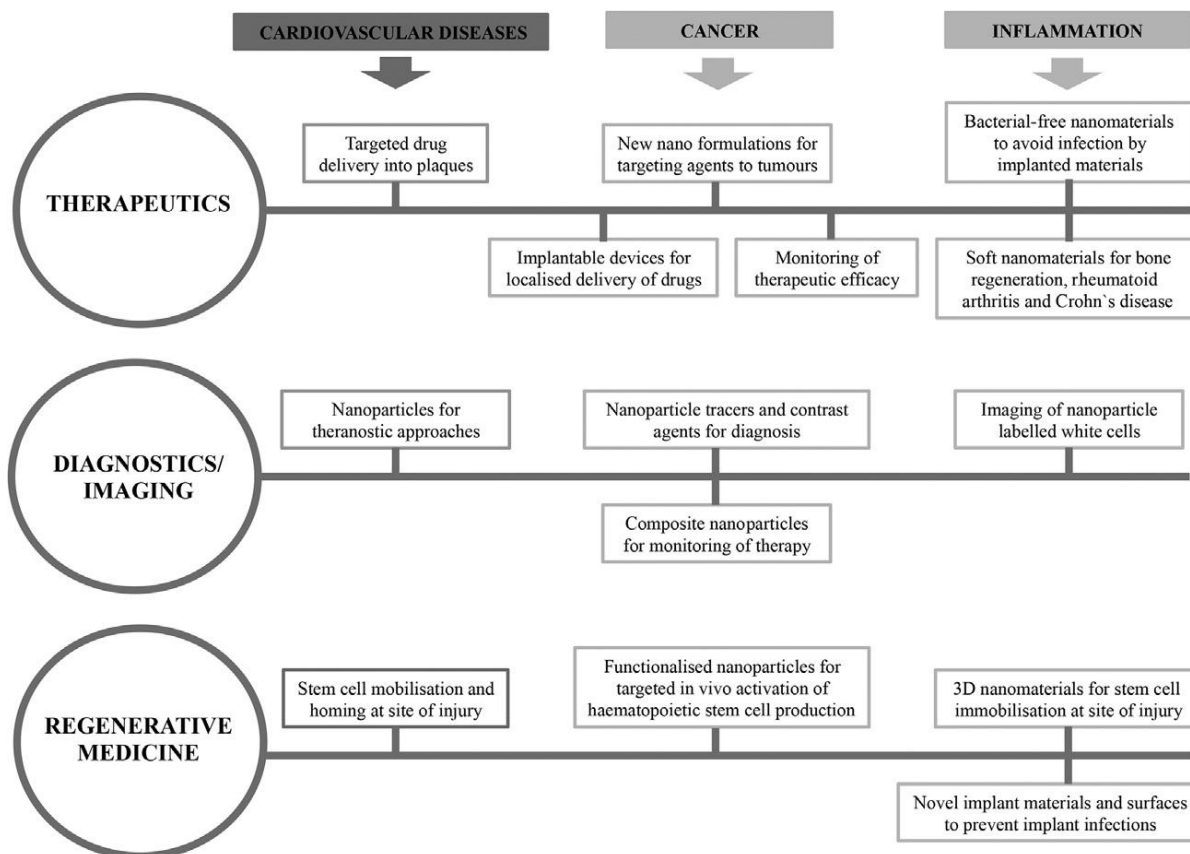 CARDIOVASCULAR DISEASES
CANCER
INFLAMMATION
THERAPEUTICS
Targeted drug
delivery into plaques
New nano formulations for
targeting agents to tumours
Bacterial-free nanomaterials
to avoid infection by
implanted materials
Implantable devices for
localised delivery of drugs
Monitoring of
therapeutic efficacy
Soft nanomaterials for bone
regeneration, rheumatoid
arthritis and Crohn`s disease
DIAGNOSTICS/
IMAGING
Nanoparticles for
theranostic approaches
Nanoparticle tracers and contrast
agents for diagnosis
Imaging of nanoparticle
labelled white cells
Composite nanoparticles
for monitoring of therapy
REGENERATIVE
MEDICINE
Stem cell mobilisation and
homing at site of injury
Functionalised nanoparticles for
targeted in vivo activation of
haematopoietic stem cell production
3D nanomaterials for stem cell
immobilisation at site of injury
Novel implant materials and surfaces
to prevent implant infections